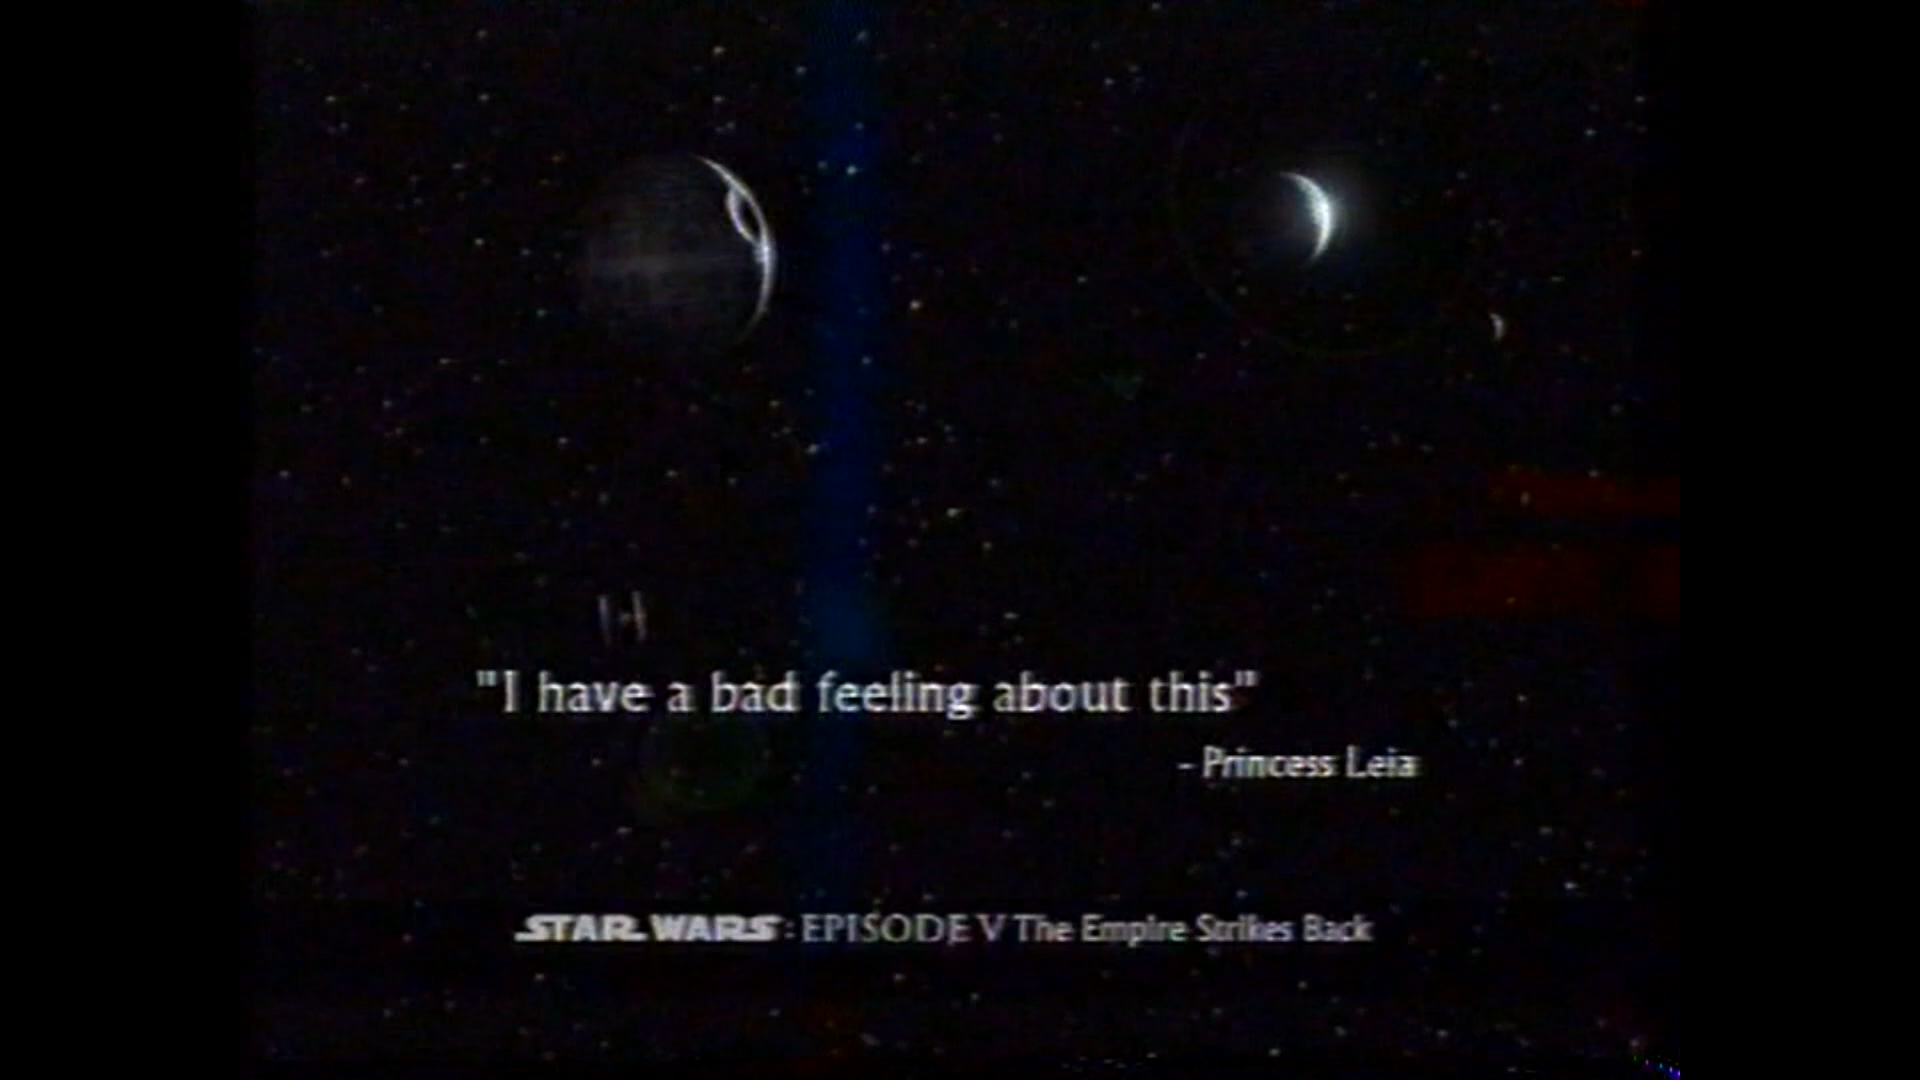 "I have a bad feeling about this"
- Princess Leia
STAR WARS: EPISODE V The Empire Strikes Back